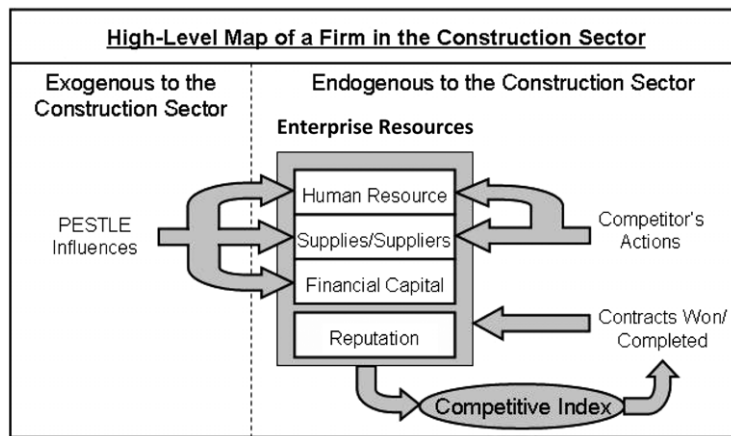 High-Level Map of a Firm in the Construction Sector
Exogenous to the
Construction Sector
Endogenous to the Construction Sector
Enterprise Resources
Human Resource
Supplies/Suppliers
Financial Capital
Reputation
PESTLE
Influences
Competitor's
Actions
Contracts Won/
Completed
Competitive Index